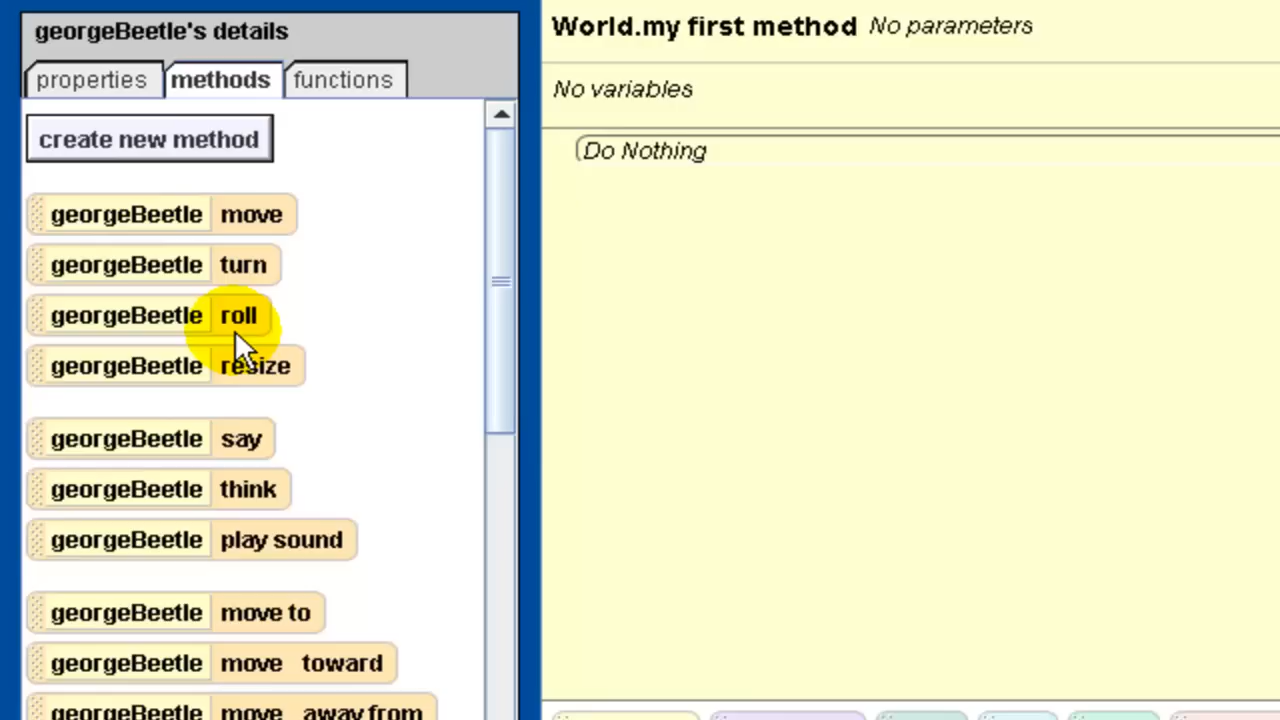 georgeBeetle's details
properties methods functions
create new method
georgeBeetle move
georgeBeetle turn
georgeBeetle roll
georgeBeetle resize
georgeBeetle say
georgeBeetle think
georgeBeetle play sound
georgeBeetle move to
georgeBeetle move toward
georgeBeetle move away from
World.my first method No parameters
No variables
Do Nothing